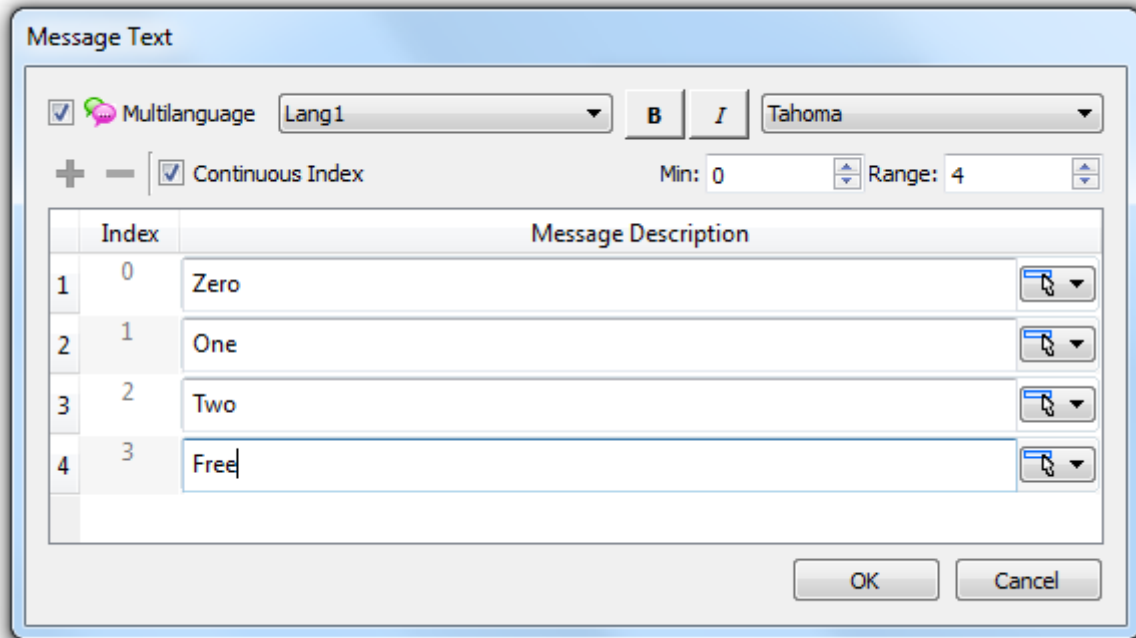 Message Text
Multilanguage Lang1 B I Tahoma
Continuous Index Min: 0 Range: 4
Index Message Description
1 0 Zero
2 1 One
3 2 Two
4 3 Free
OK Cancel